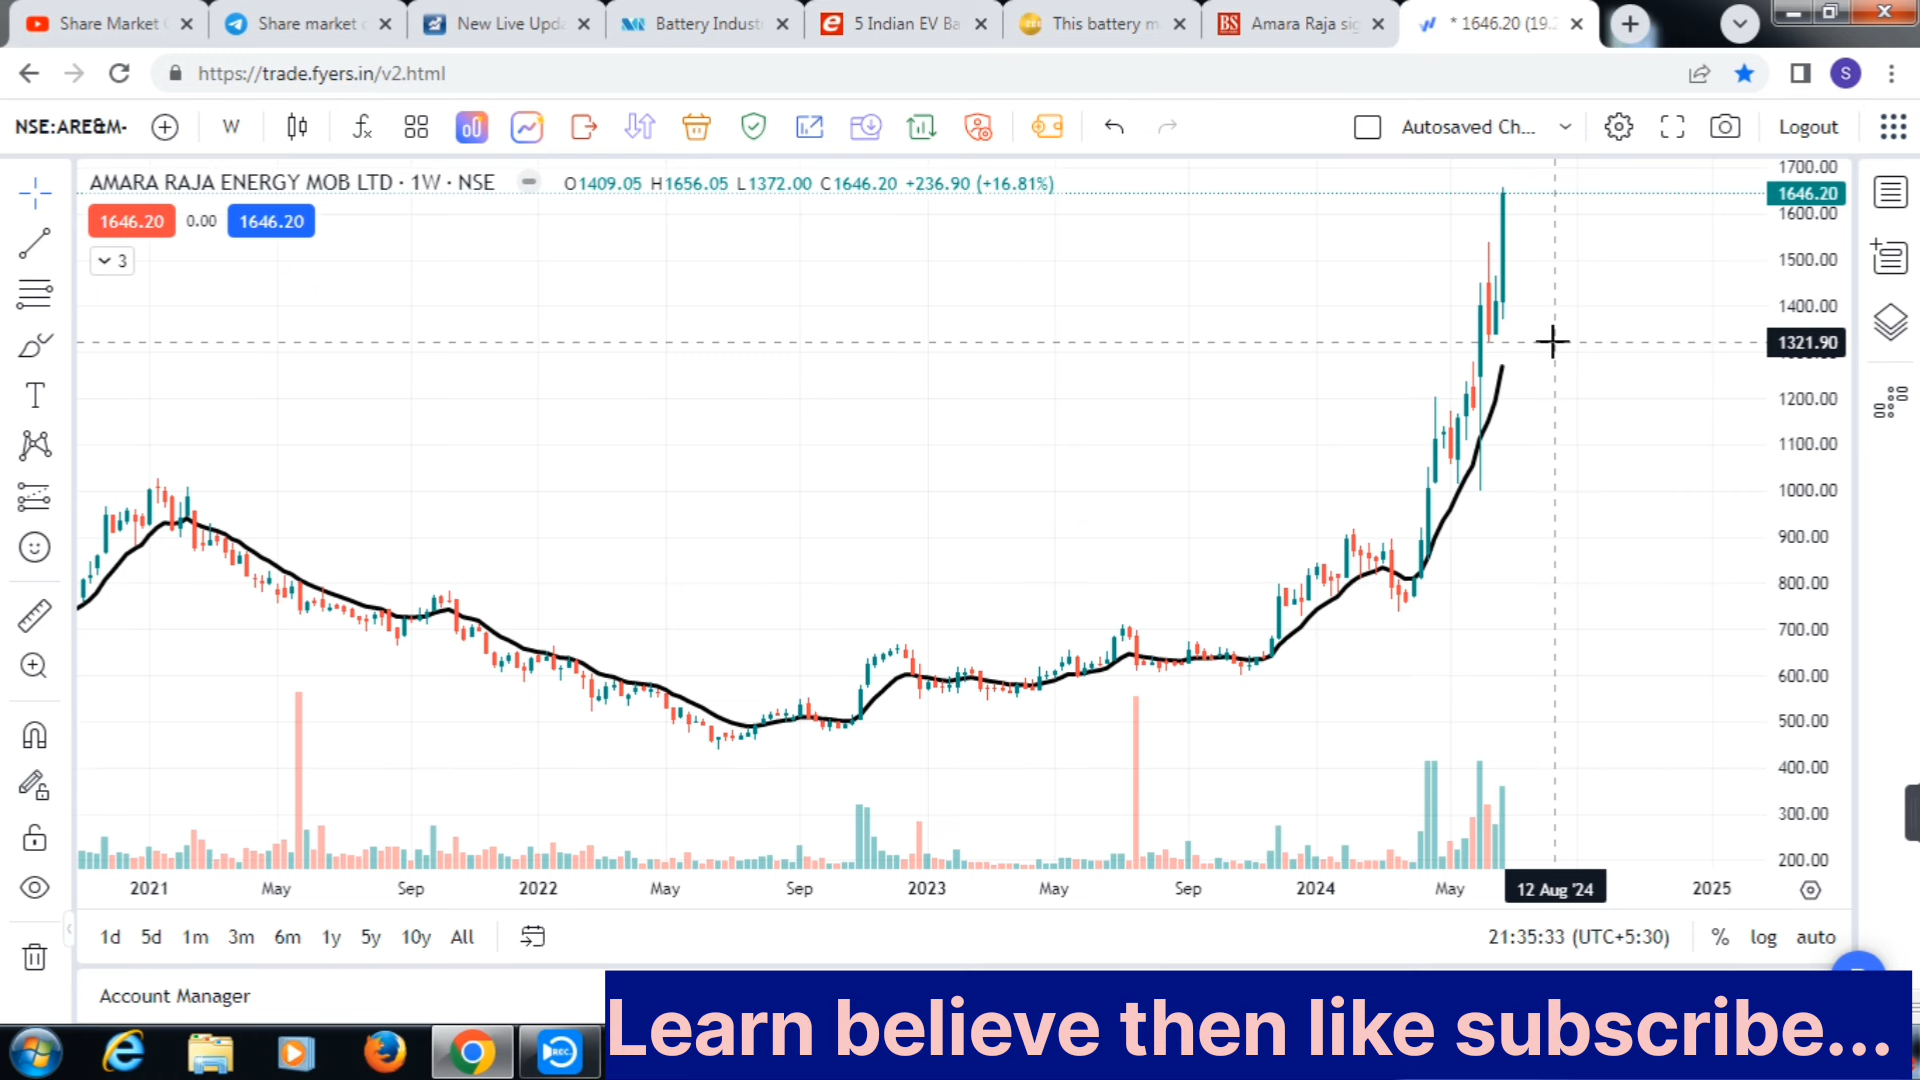 Share Market
Share market
New Live Upda
Battery Indust
5 Indian EV Ba
This battery m
Amara Raja sig
* 1646.20 (19.
https://trade.fyers.in/v2.html
S
NSE:ARE&M-
W
Autosaved Ch...
Logout
AMARA RAJA ENERGY MOB LTD · 1W · NSE
O1409.05 H1656.05 L1372.00 C1646.20 +236.90 (+16.81%)
1646.20 0.00 1646.20
3
1700.00
1646.20
1600.00
1500.00
1400.00
1321.90
1200.00
1100.00
1000.00
900.00
800.00
700.00
600.00
500.00
400.00
300.00
200.00
2021 May Sep 2022 May Sep 2023 May Sep 2024 May 12 Aug '24 2025
1d 5d 1m 3m 6m 1y 5y 10y All
21:35:33 (UTC+5:30) % log auto
Account Manager
REC
Learn believe then like subscribe...